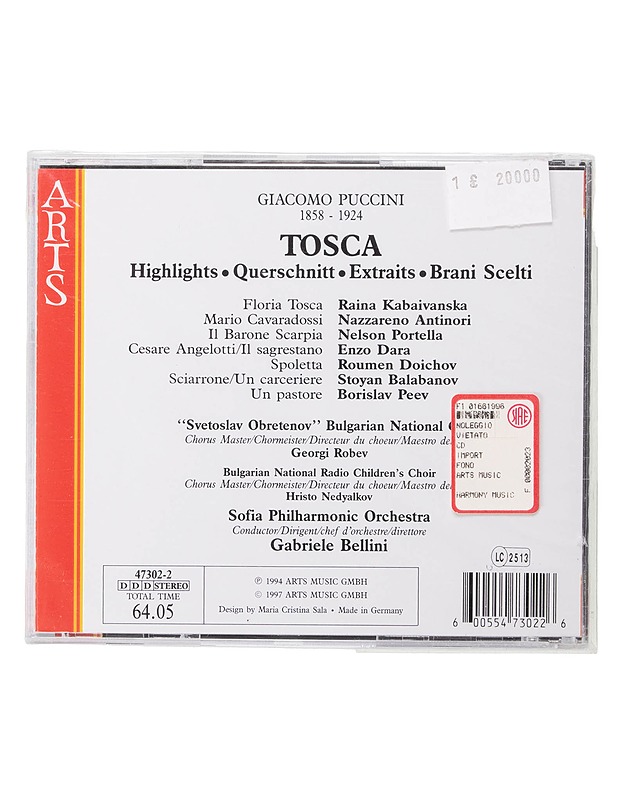 ARTS
1 £ 20000
GIACOMO PUCCINI
1858 - 1924
TOSCA
Highlights • Querschnitt • Extraits • Brani Scelti
Floria Tosca Raina Kabaivanska
Mario Cavaradossi Nazzareno Antinori
Il Barone Scarpia Nelson Portella
Cesare Angelotti/Il sagrestano Enzo Dara
Spoletta Roumen Doichov
Sciarrone/Un carceriere Stoyan Balabanov
Un pastore Borislav Peev
“Svetoslav Obretenov” Bulgarian National
Chorus Master/Chormeister/Directeur du choeur/Maestro
Georgi Robev
Bulgarian National Radio Children's Choir
Chorus Master/Chormeister/Directeur du choeur/Maestro
Hristo Nedyalkov
Sofia Philharmonic Orchestra
Conductor/Dirigent/chef d'orchestre/direttore
Gabriele Bellini
F1 01681996
NOLEGGIO
VIETATO
CD
IMPORT
FONO
ARTS MUSIC
HARMONY MUSIC
F 00002023
LC 2513
47302-2
D D D STEREO
TOTAL TIME
64.05
℗ 1994 ARTS MUSIC GMBH
© 1997 ARTS MUSIC GMBH
Design by Maria Cristina Sala • Made in Germany
6 00554 73022 6